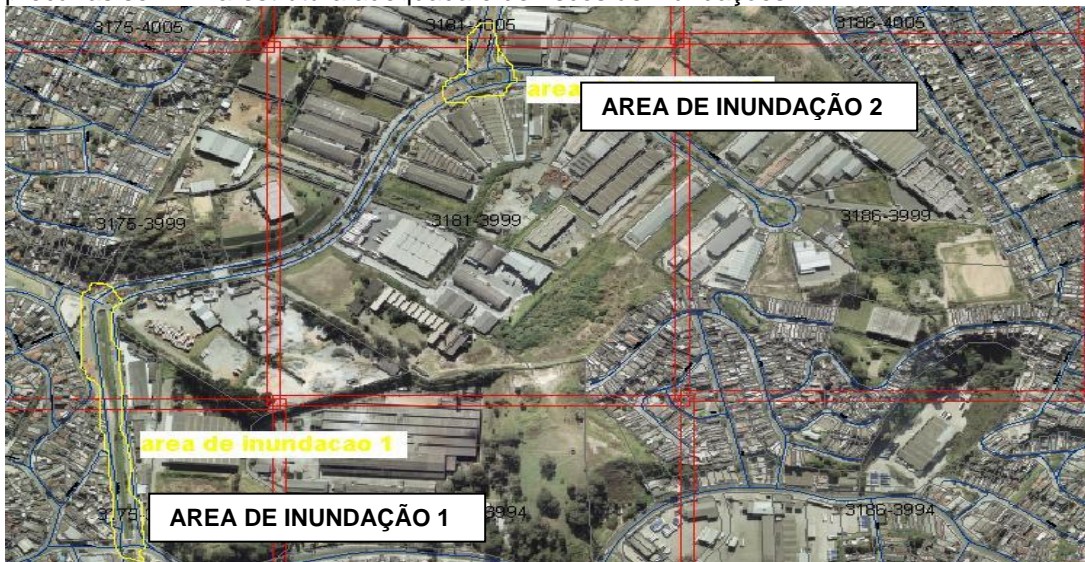 3175-4005
3181-4005
3186-4005
area
AREA DE INUNDAÇÃO 2
3175-3999
3181-3999
3186-3999
area de inundacao 1
AREA DE INUNDAÇÃO 1
3186-3994